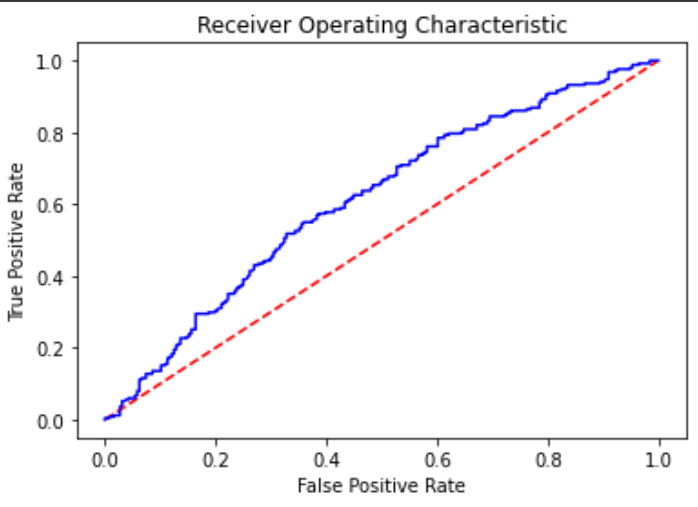 Receiver Operating Characteristic
1.0
0.8
0.6
0.4
0.2
0.0
True Positive Rate
0.0 0.2 0.4 0.6 0.8 1.0
False Positive Rate